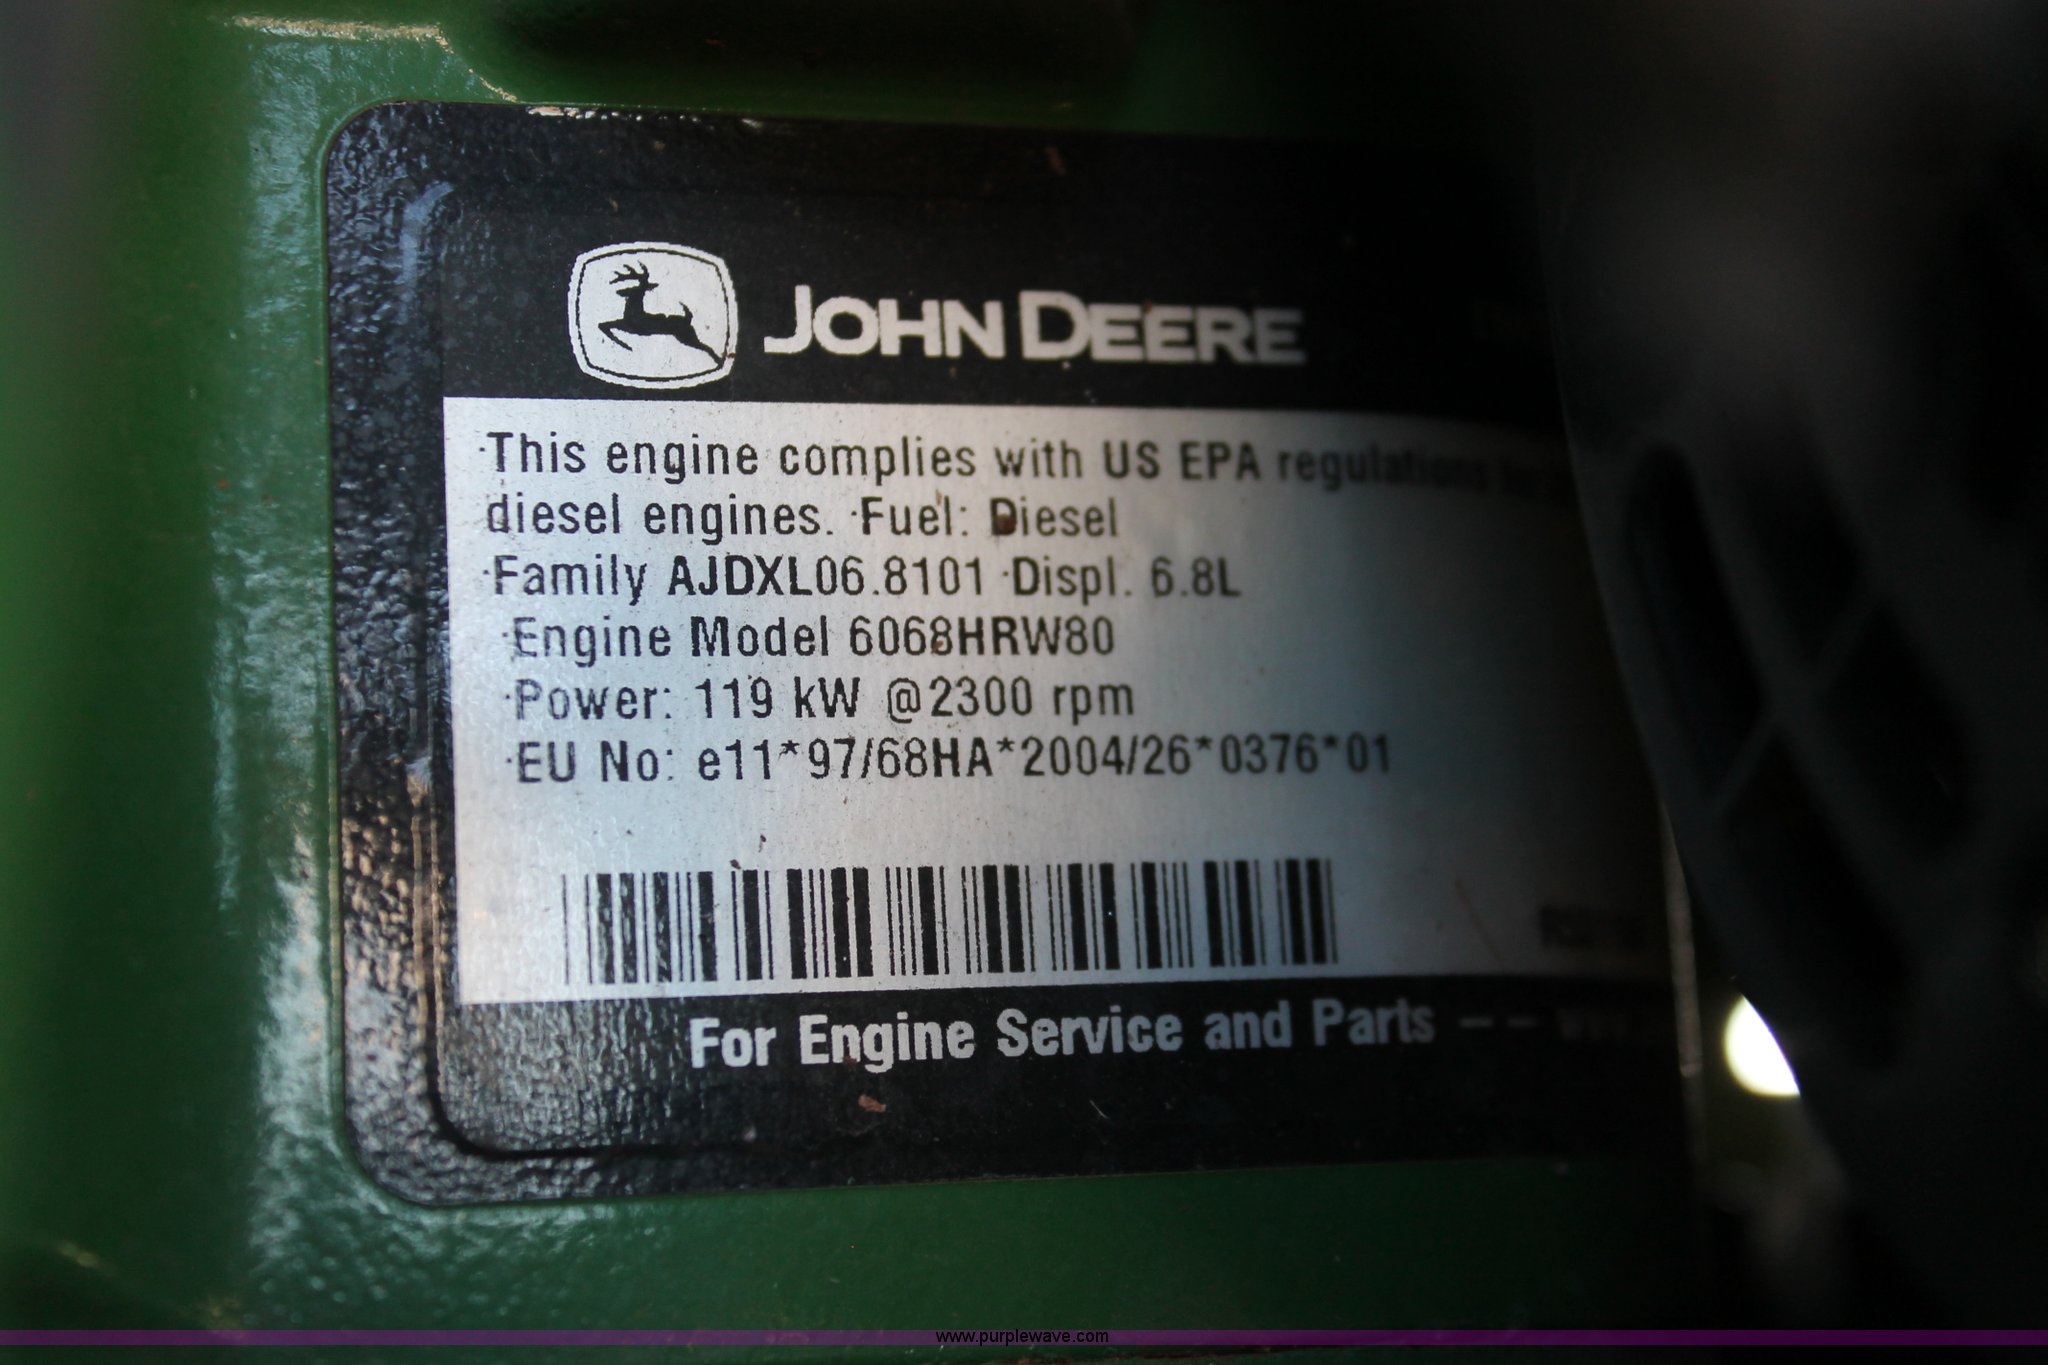 JOHN DEERE
·This engine complies with US EPA regulations
diesel engines. ·Fuel: Diesel
·Family AJDXL06.8101 ·Displ. 6.8L
·Engine Model 6068HRW80
·Power: 119 kW @2300 rpm
·EU No: e11*97/68HA*2004/26*0376*01
For Engine Service and Parts --
www.purplewave.com